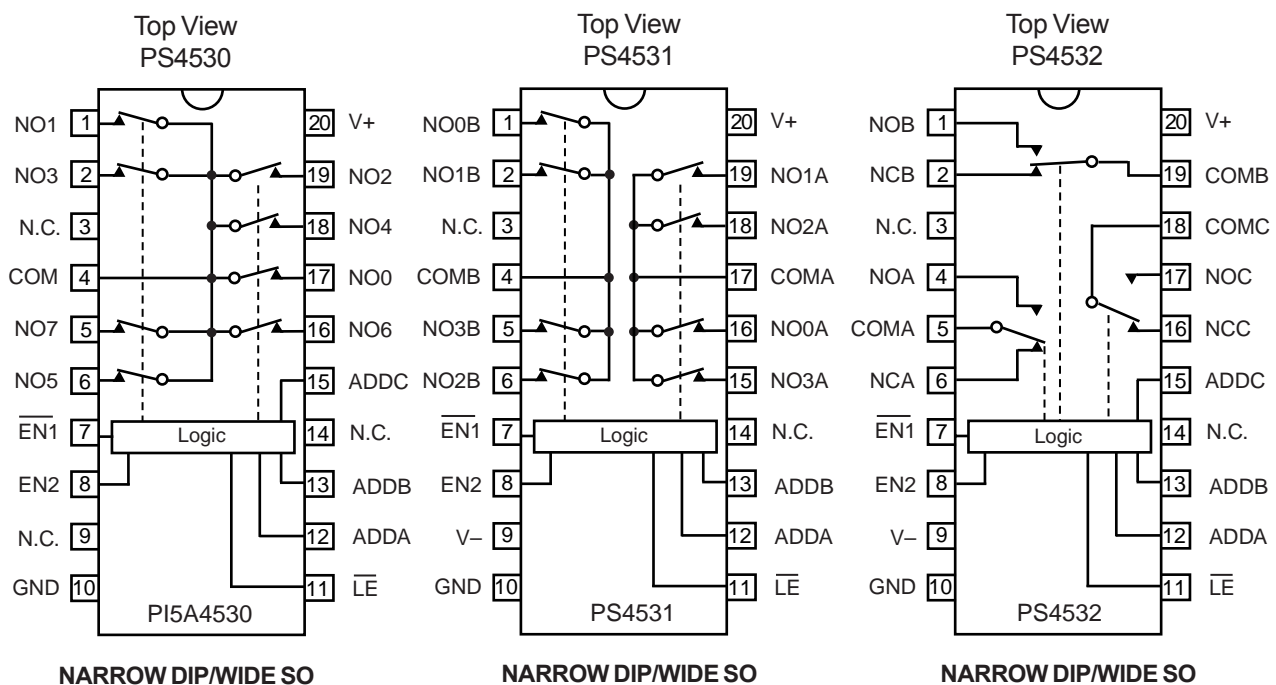 Top View
PS4530
NO1 1 20 V+
NO3 2 19 NO2
N.C. 3 18 NO4
COM 4 17 NO0
NO7 5 16 NO6
NO5 6 15 ADDC
EN1 7 Logic 14 N.C.
EN2 8 13 ADDB
N.C. 9 12 ADDA
GND 10 11 LE
PI5A4530
NARROW DIP/WIDE SO
Top View
PS4531
NO0B 1 20 V+
NO1B 2 19 NO1A
N.C. 3 18 NO2A
COMB 4 17 COMA
NO3B 5 16 NO0A
NO2B 6 15 NO3A
EN1 7 Logic 14 N.C.
EN2 8 13 ADDB
V– 9 12 ADDA
GND 10 11 LE
PS4531
NARROW DIP/WIDE SO
Top View
PS4532
NOB 1 20 V+
NCB 2 19 COMB
N.C. 3 18 COMC
NOA 4 17 NOC
COMA 5 16 NCC
NCA 6 15 ADDC
EN1 7 Logic 14 N.C.
EN2 8 13 ADDB
V– 9 12 ADDA
GND 10 11 LE
PS4532
NARROW DIP/WIDE SO